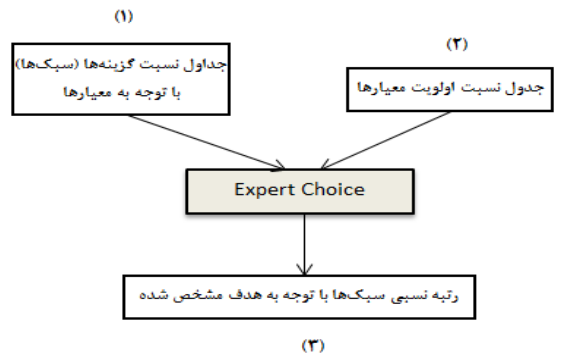 (۱)
جداول نسبت گزینه‌ها (سبک‌ها)
با توجه به معیارها
(۲)
جدول نسبت اولویت معیارها
Expert Choice
رتبه نسبی سبک‌ها با توجه به هدف مشخص شده
(۳)